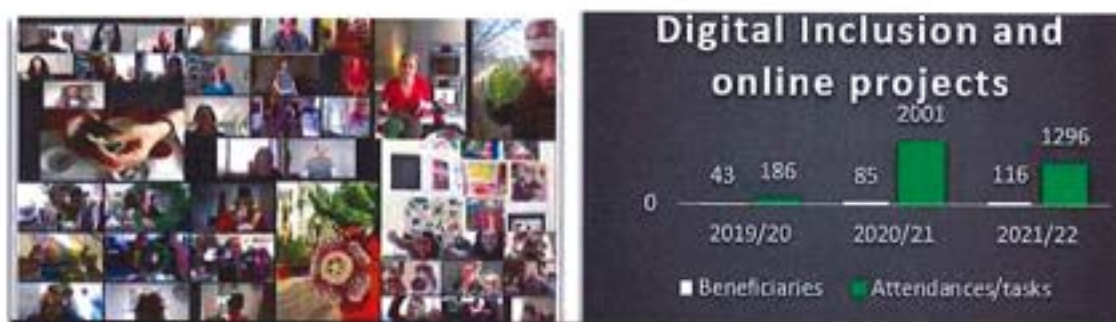 Digital Inclusion and
online projects
2001
1296
43 186 85 116
0
2019/20 2020/21 2021/22
Beneficiaries Attendances/tasks